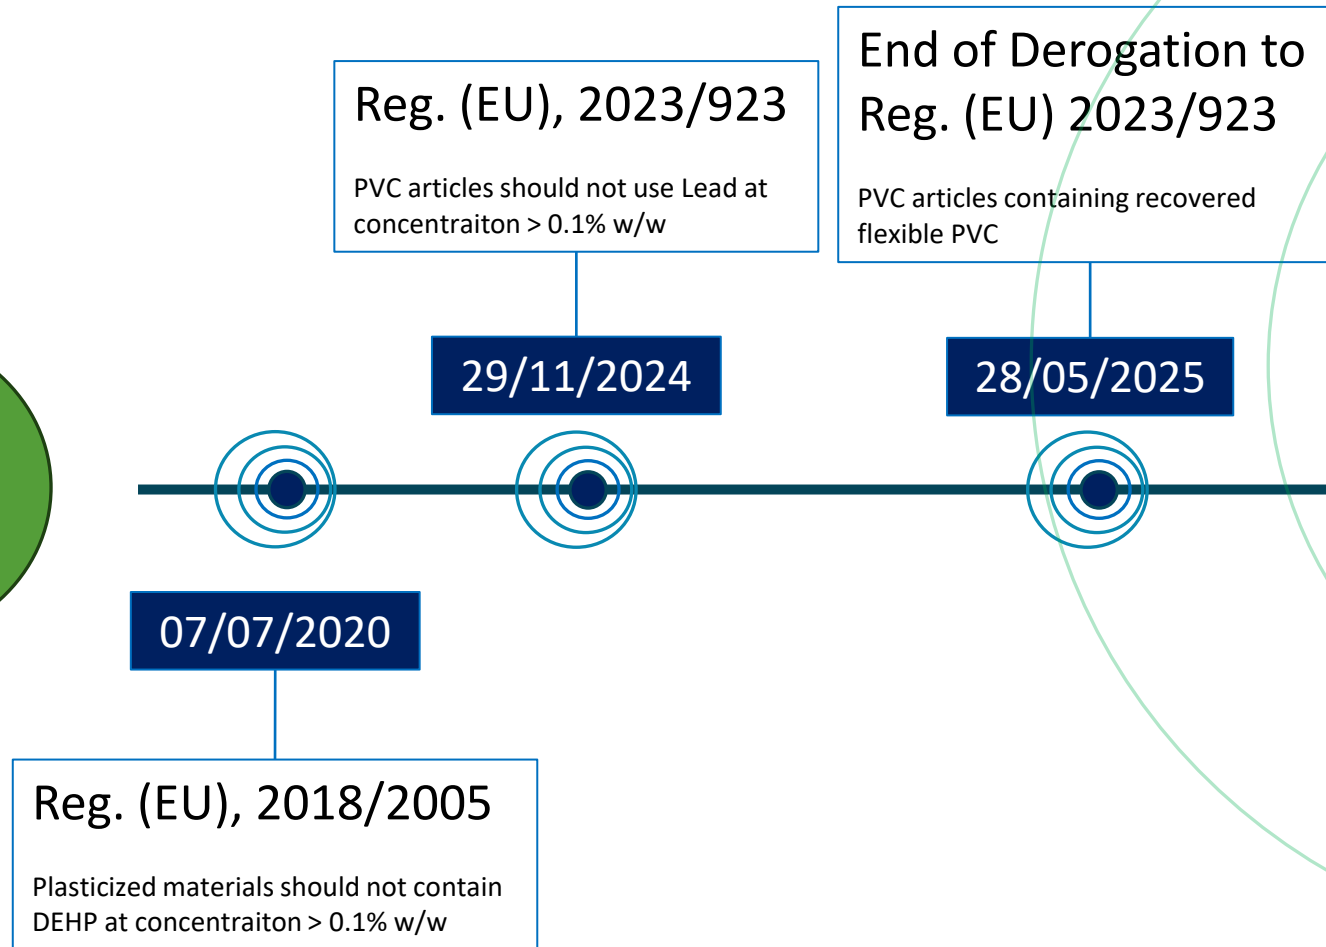 Reg. (EU), 2023/923
PVC articles should not use Lead at
concentraiton > 0.1% w/w
29/11/2024
End of Derogation to
Reg. (EU) 2023/923
PVC articles containing recovered
flexible PVC
28/05/2025
07/07/2020
Reg. (EU), 2018/2005
Plasticized materials should not contain
DEHP at concentraiton > 0.1% w/w